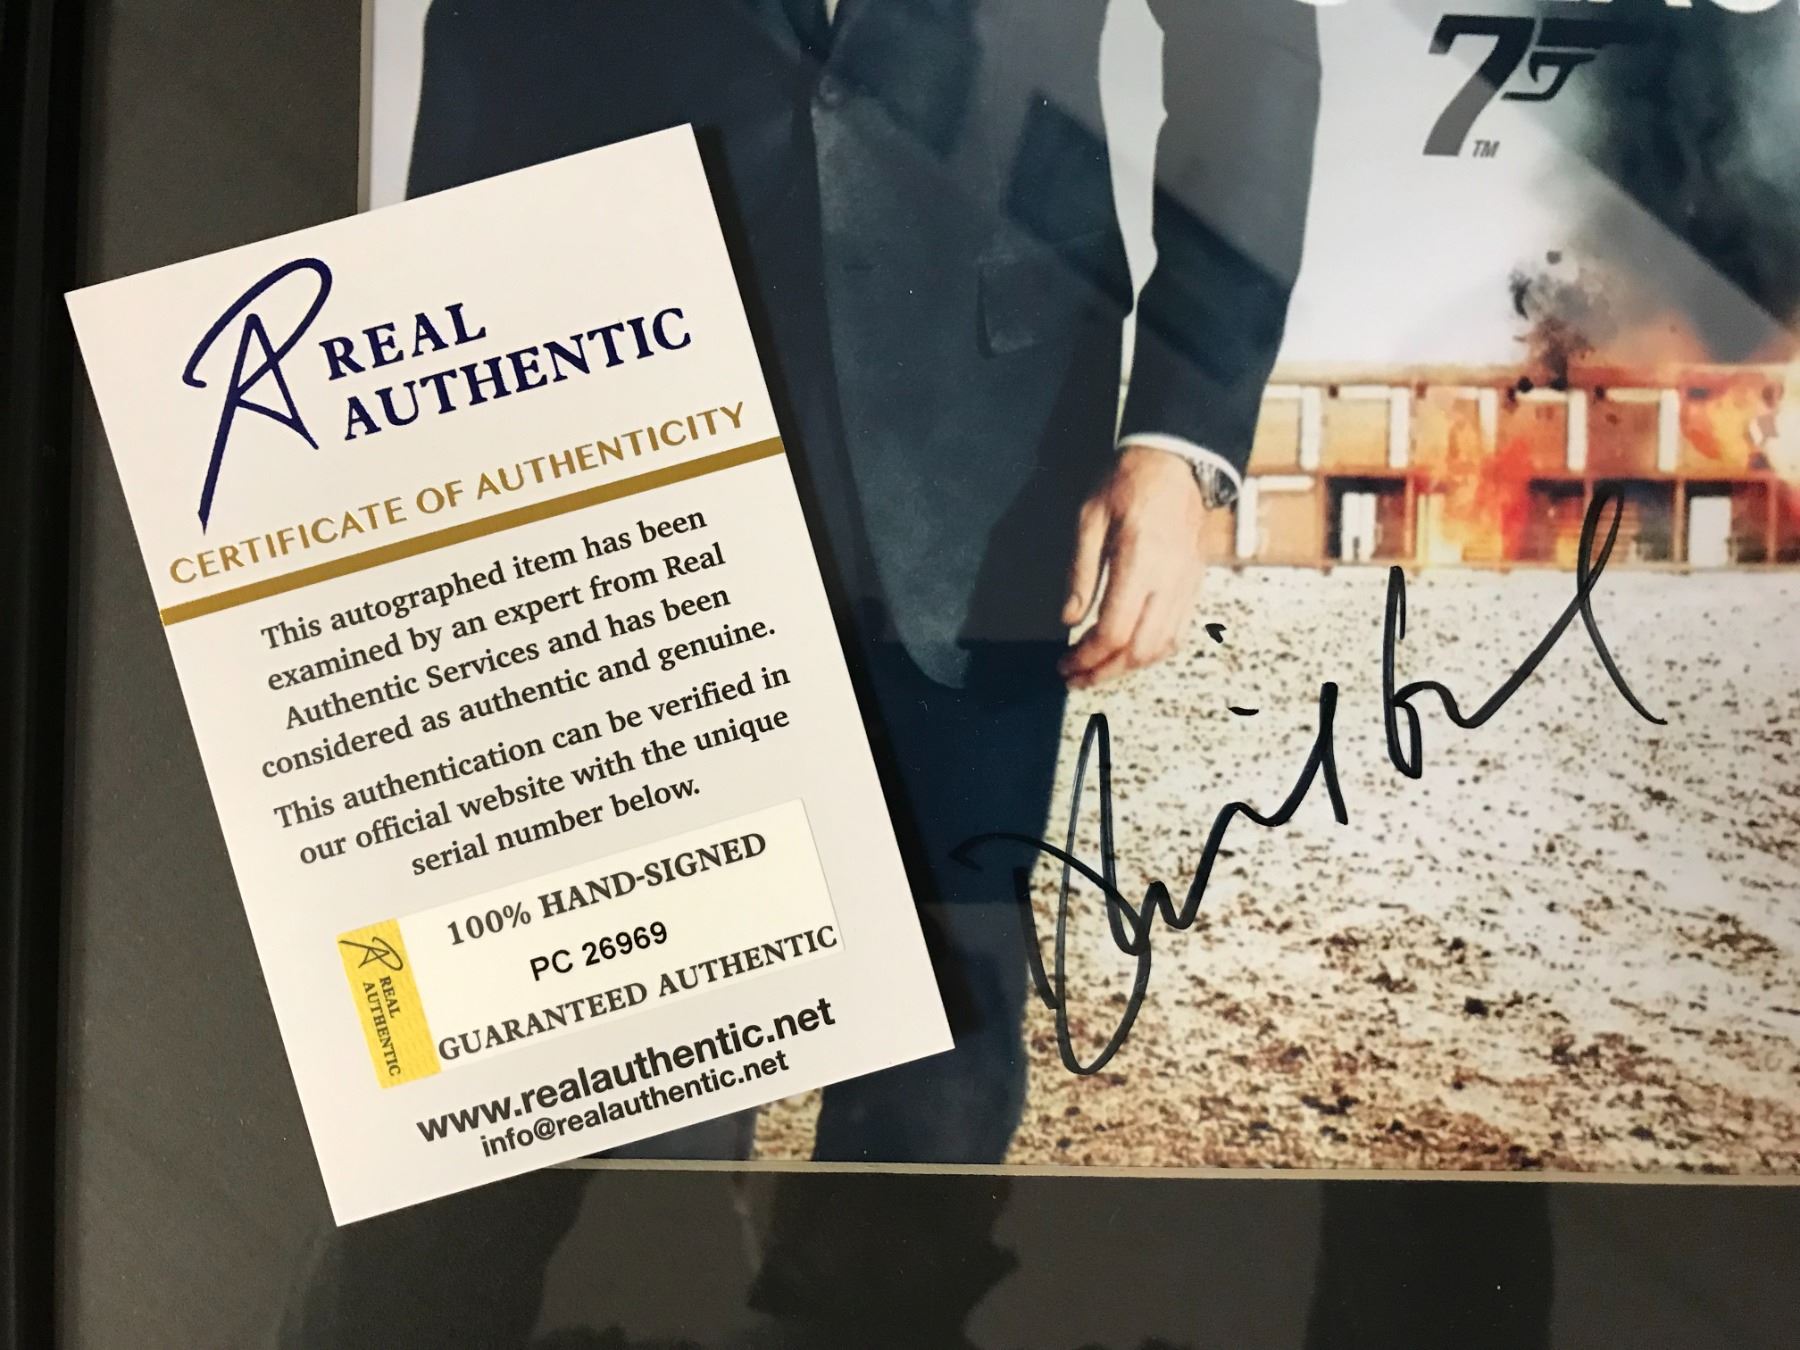 REAL
AUTHENTIC
CERTIFICATE OF AUTHENTICITY
This autographed item has been
examined by an expert from Real
Authentic Services and has been
considered as authentic and genuine.
This authentication can be verified in
our official website with the unique
serial number below.
100% HAND-SIGNED
PC 26969
GUARANTEED AUTHENTIC
REAL
AUTHENTIC
www.realauthentic.net
info@realauthentic.net
7
TM